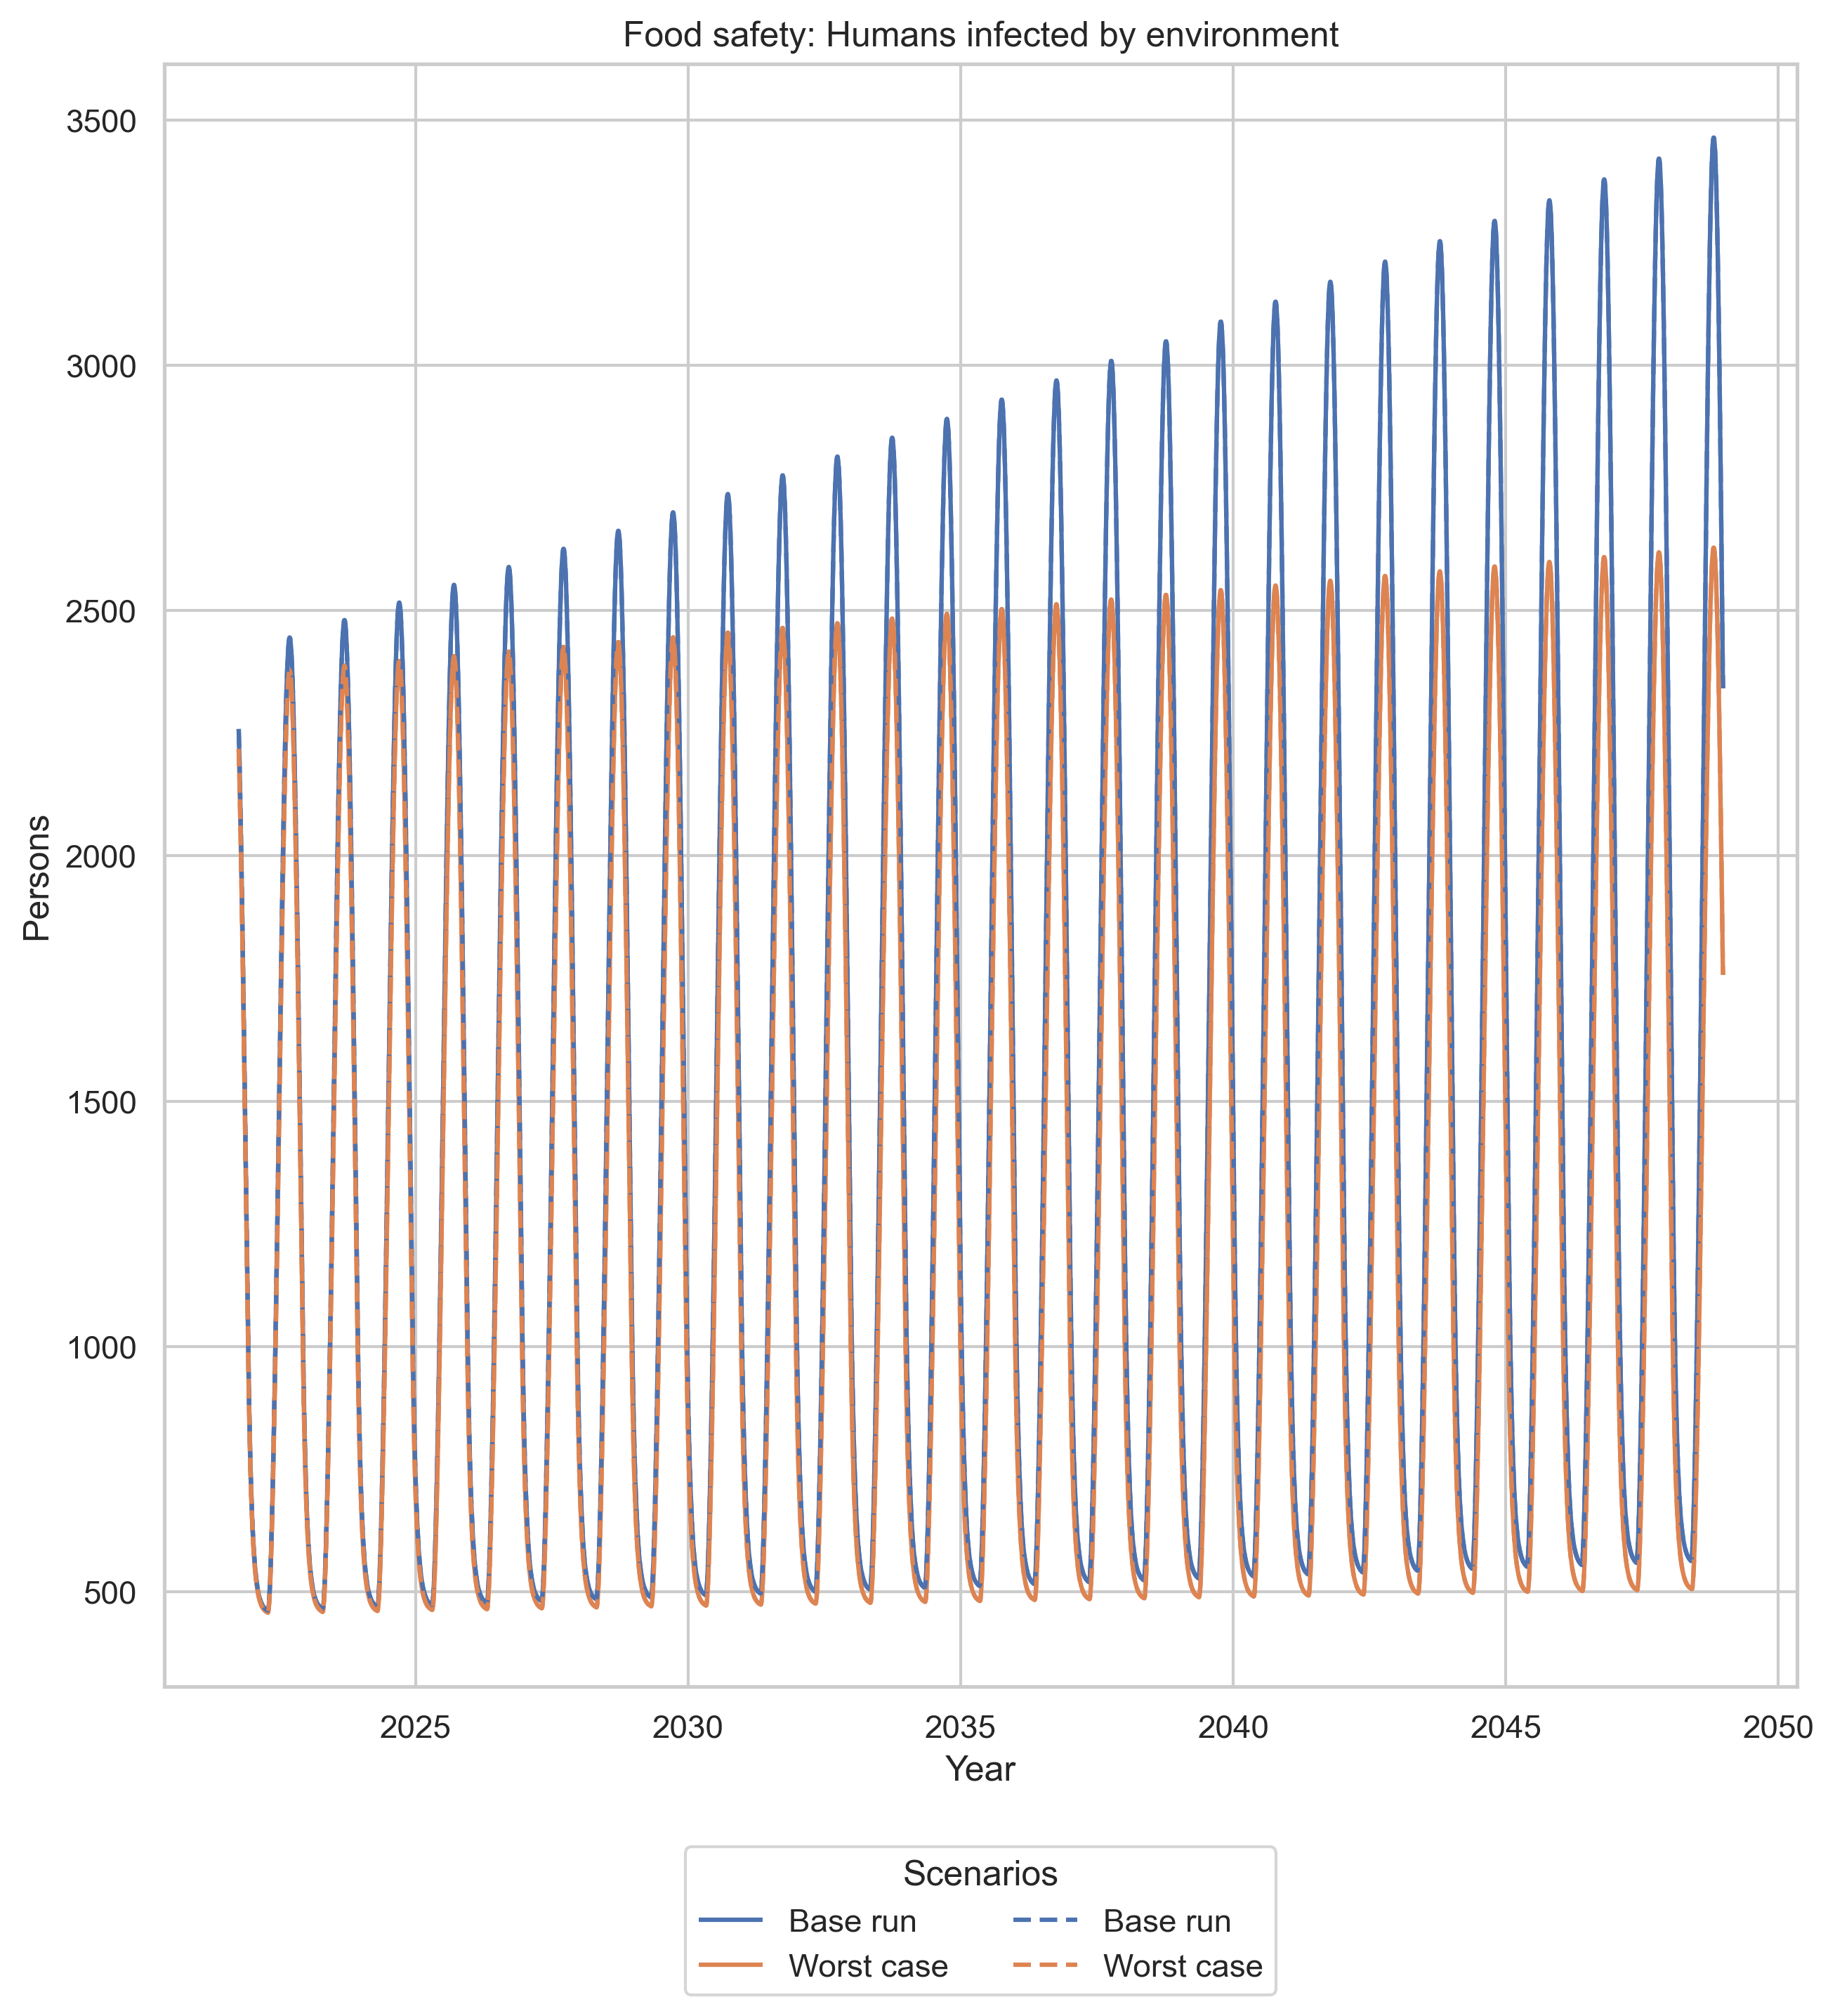 Food safety: Humans infected by environment
3500
3000
2500
2000
1500
1000
500
Persons
2025 2030 2035 2040 2045 2050
Year
Scenarios
Base run Base run
Worst case Worst case